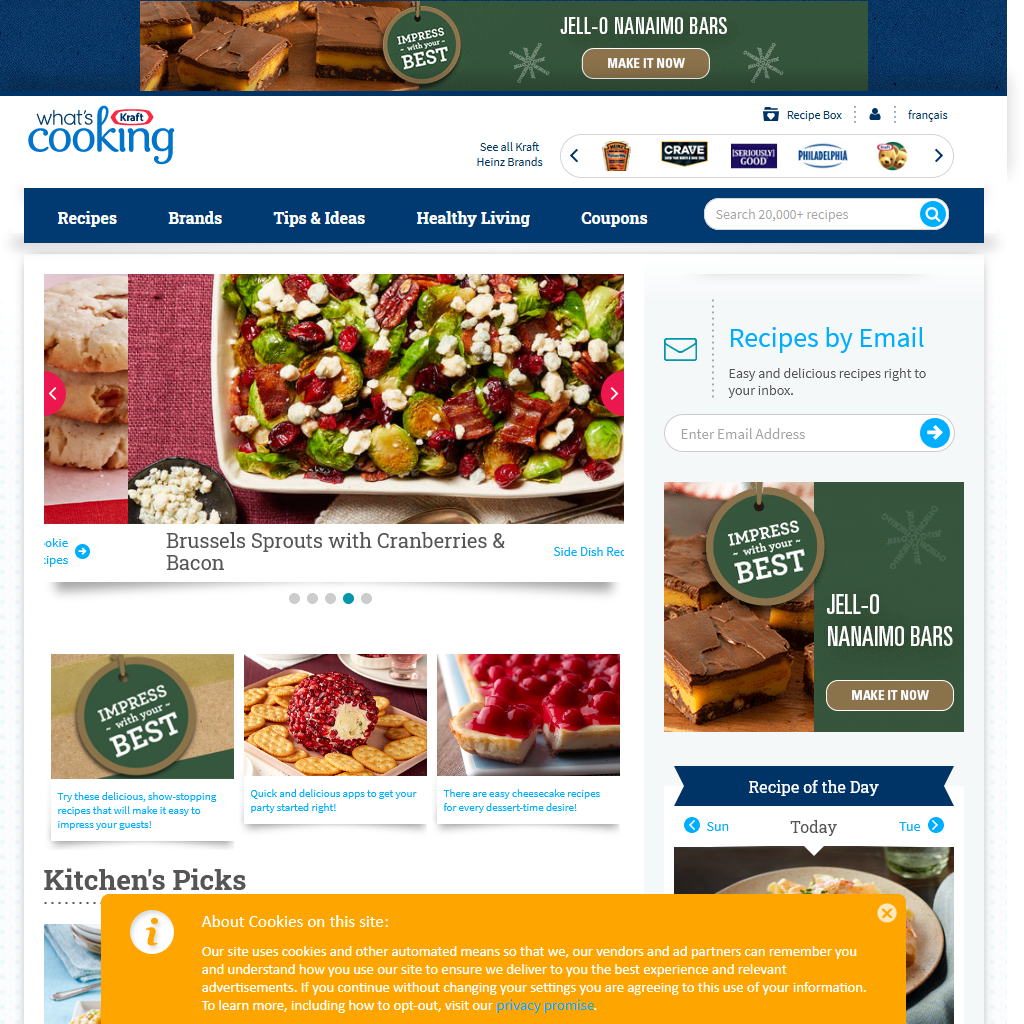 IMPRESS
~ with your ~
BEST
JELL-O NANAIMO BARS
MAKE IT NOW
what's Kraft
cooking
Recipe Box
français
See all Kraft
Heinz Brands
HEINZ
CRAVE
[SERIOUSLY]
GOOD
PHILADELPHIA
Kraft
Recipes
Brands
Tips & Ideas
Healthy Living
Coupons
Search 20,000+ recipes
Recipes by Email
Easy and delicious recipes right to
your inbox.
Enter Email Address
okie
ipes
Brussels Sprouts with Cranberries &
Bacon
Side Dish Rec
IMPRESS
~ with your ~
BEST
JELL-O
NANAIMO BARS
MAKE IT NOW
IMPRESS
~ with your ~
BEST
Try these delicious, show-stopping
recipes that will make it easy to
impress your guests!
Quick and delicious apps to get your
party started right!
There are easy cheesecake recipes
for every dessert-time desire!
Recipe of the Day
Sun
Today
Tue
Kitchen's Picks
About Cookies on this site:
Our site uses cookies and other automated means so that we, our vendors and ad partners can remember you
and understand how you use our site to ensure we deliver to you the best experience and relevant
advertisements. If you continue without changing your settings you are agreeing to this use of your information.
To learn more, including how to opt-out, visit our privacy promise.